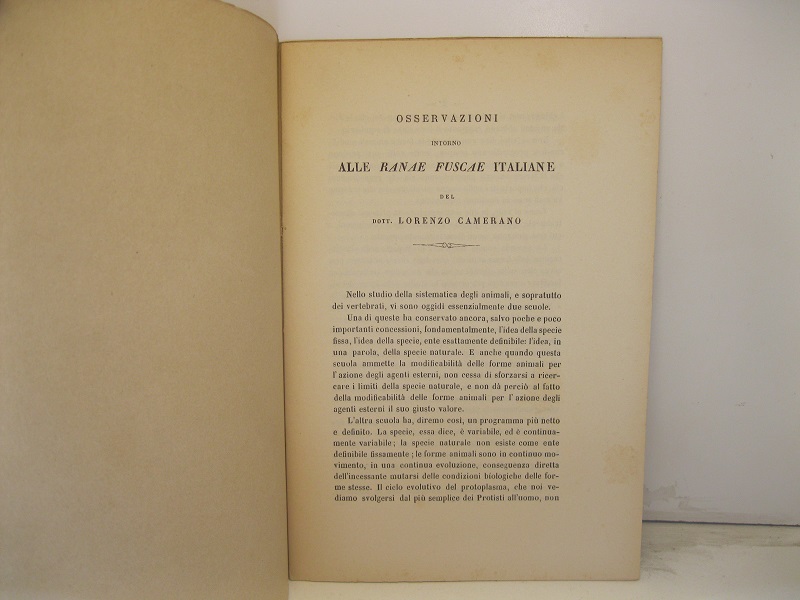 OSSERVAZIONI
INTORNO
ALLE RANAE FUSCAE ITALIANE
DEL
DOTT. LORENZO CAMERANO
Nello studio della sistematica degli animali, e sopratutto
dei vertebrati, vi sono oggidì essenzialmente due scuole.
Una di queste ha conservato ancora, salvo poche e poco
importanti concessioni, fondamentalmente, l'idea della specie
fissa, l'idea della specie, ente esattamente definibile: l'idea, in
una parola, della specie naturale. E anche quando questa
scuola ammette la modificabilità delle forme animali per
l'azione degli agenti esterni, non cessa di sforzarsi a ricer-
care i limiti della specie naturale, e non dà perciò al fatto
della modificabilità delle forme animali per l'azione degli
agenti esterni il suo giusto valore.
L'altra scuola ha, diremo così, un programma più netto
e definito. La specie, essa dice, è variabile, ed è continua-
mente variabile; la specie naturale non esiste come ente
definibile fissamente; le forme animali sono in continuo mo-
vimento, in una continua evoluzione, conseguenza diretta
dell'incessante mutarsi delle condizioni biologiche delle for-
me stesse. Il ciclo evolutivo del protoplasma, che noi ve-
diamo svolgersi dal più semplice dei Protisti all'uomo, non